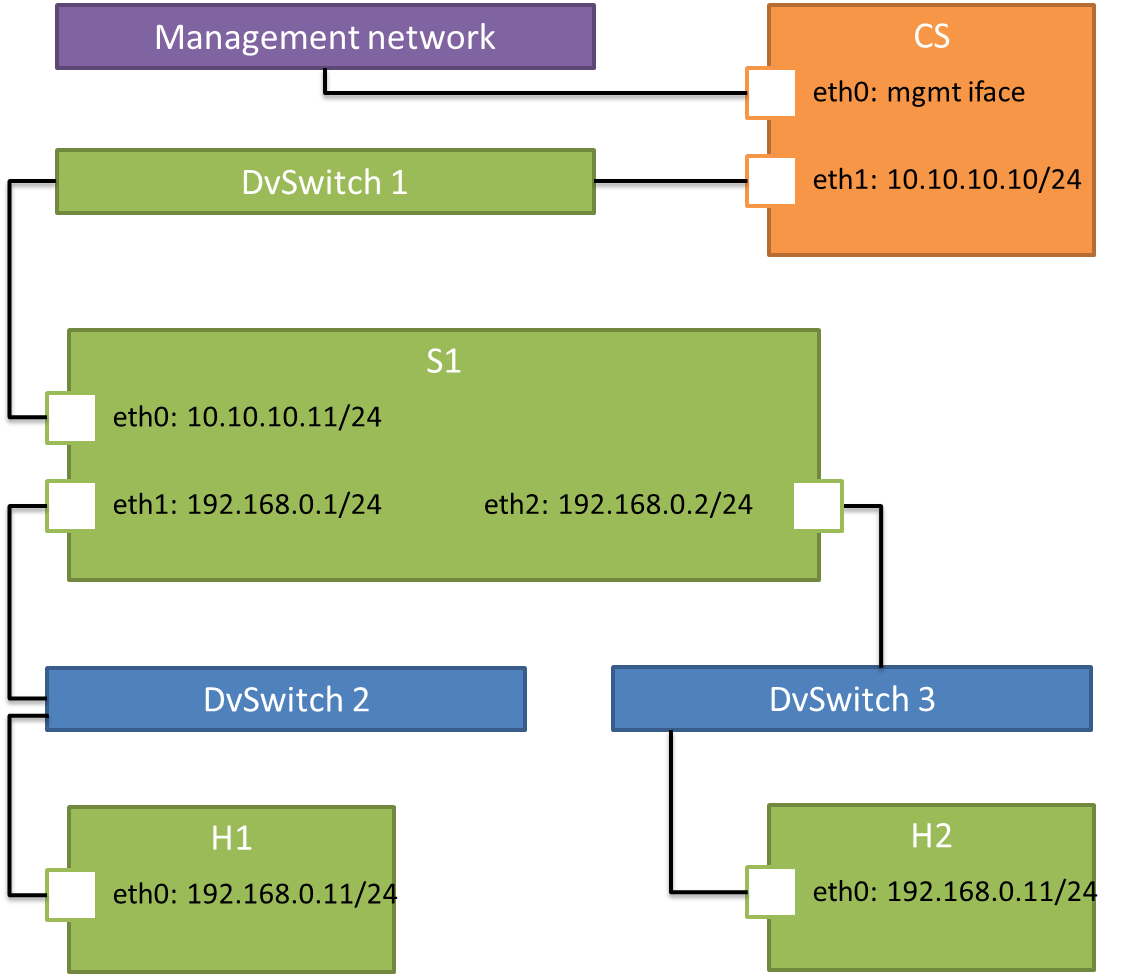 Management network
CS
eth0: mgmt iface
DvSwitch 1
eth1: 10.10.10.10/24
S1
eth0: 10.10.10.11/24
eth1: 192.168.0.1/24
eth2: 192.168.0.2/24
DvSwitch 2
DvSwitch 3
H1
eth0: 192.168.0.11/24
H2
eth0: 192.168.0.11/24